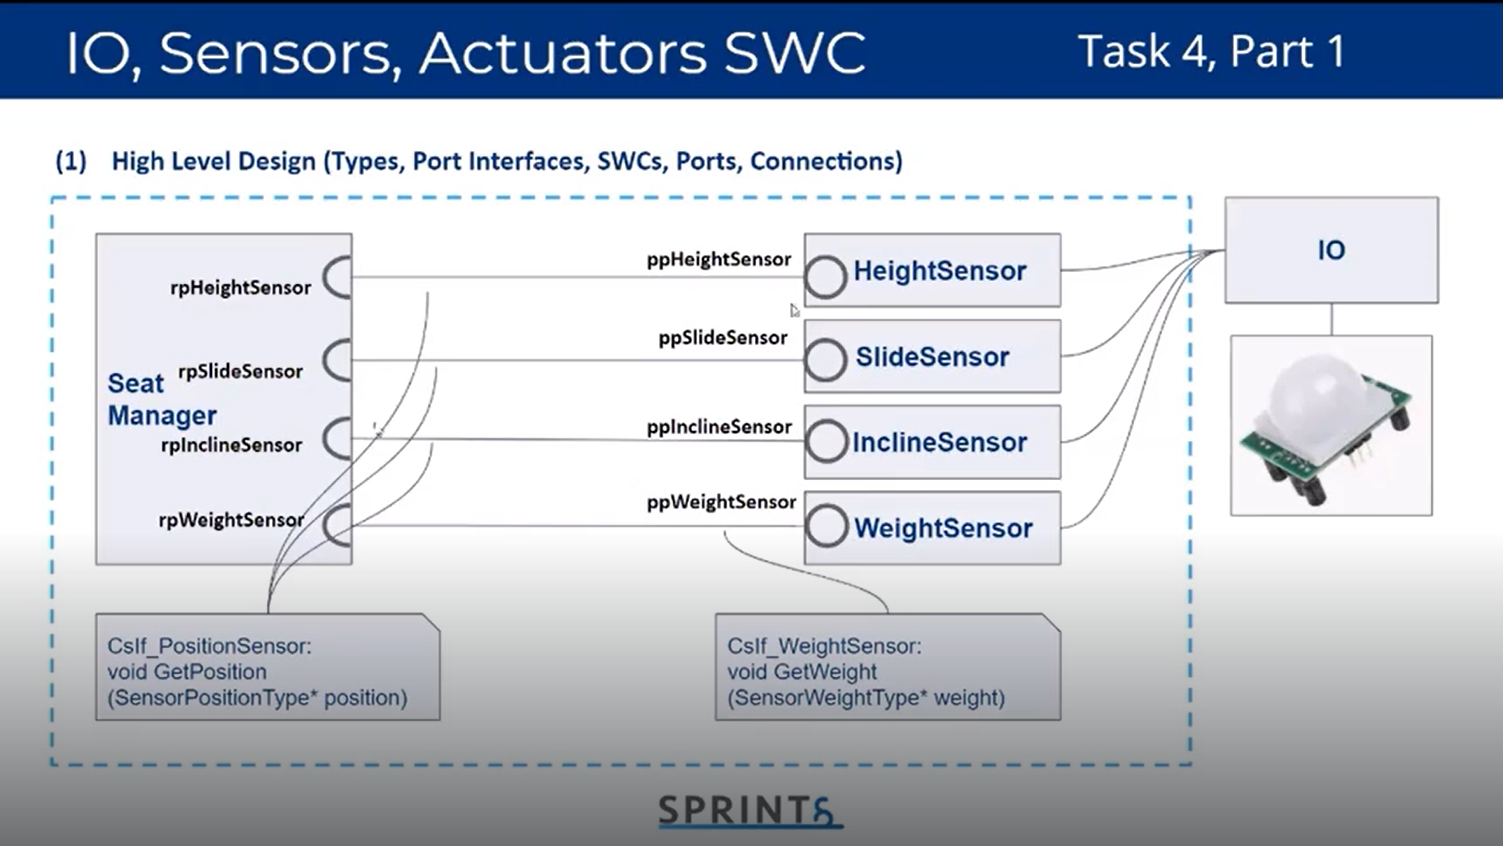 IO, Sensors, Actuators SWC
Task 4, Part 1
(1) High Level Design (Types, Port Interfaces, SWCs, Ports, Connections)
ppHeightSensor
HeightSensor
IO
rpHeightSensor
ppSlideSensor
SlideSensor
rpSlideSensor
Seat
Manager
ppInclineSensor
InclineSensor
rpInclineSensor
ppWeightSensor
WeightSensor
rpWeightSensor
CsIf_PositionSensor:
void GetPosition
(SensorPositionType* position)
CsIf_WeightSensor:
void GetWeight
(SensorWeightType* weight)
SPRINTS